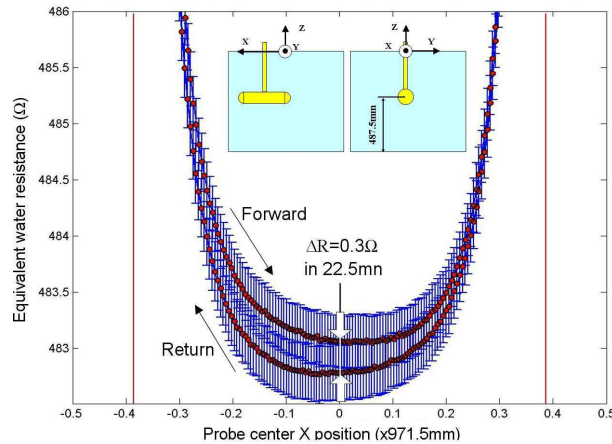 486
485.5
485
484.5
484
483.5
483
Equivalent water resistance (Ω)
Z
X
Y
Z
X
Y
487.5mm
Forward
ΔR=0.3Ω
in 22.5mn
Return
-0.5 -0.4 -0.3 -0.2 -0.1 0 0.1 0.2 0.3 0.4 0.5
Probe center X position (x971.5mm)